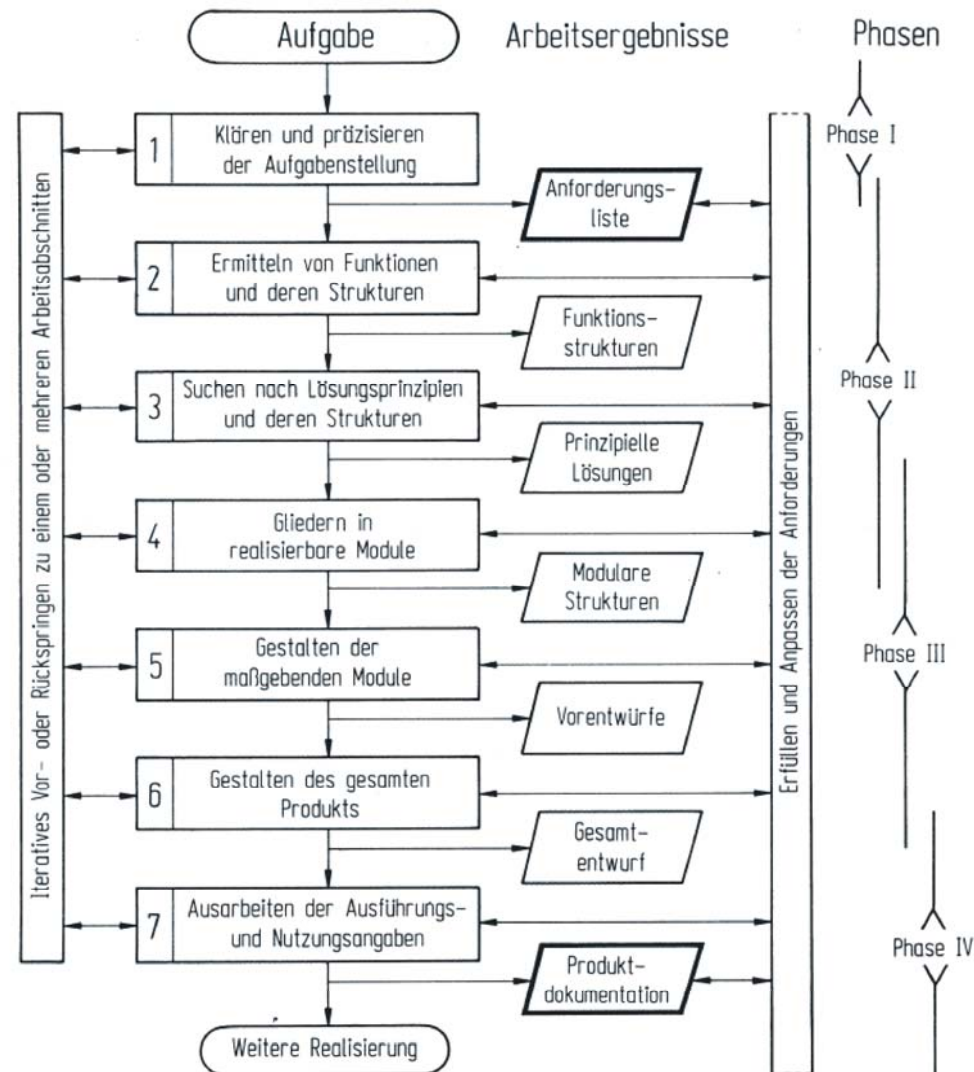 Aufgabe
Arbeitsergebnisse
Phasen
Iteratives Vor- oder Rückspringen zu einem oder mehreren Arbeitsabschnitten
1
Klären und präzisieren
der Aufgabenstellung
Phase I
Anforderungs-
liste
2
Ermitteln von Funktionen
und deren Strukturen
Funktions-
strukturen
3
Suchen nach Lösungsprinzipien
und deren Strukturen
Phase II
Prinzipielle
Lösungen
4
Gliedern in
realisierbare Module
Modulare
Strukturen
5
Gestalten der
maßgebenden Module
Phase III
Vorentwürfe
6
Gestalten des gesamten
Produkts
Gesamt-
entwurf
7
Ausarbeiten der Ausführungs-
und Nutzungsangaben
Phase IV
Produkt-
dokumentation
Weitere Realisierung
Erfüllen und Anpassen der Anforderungen